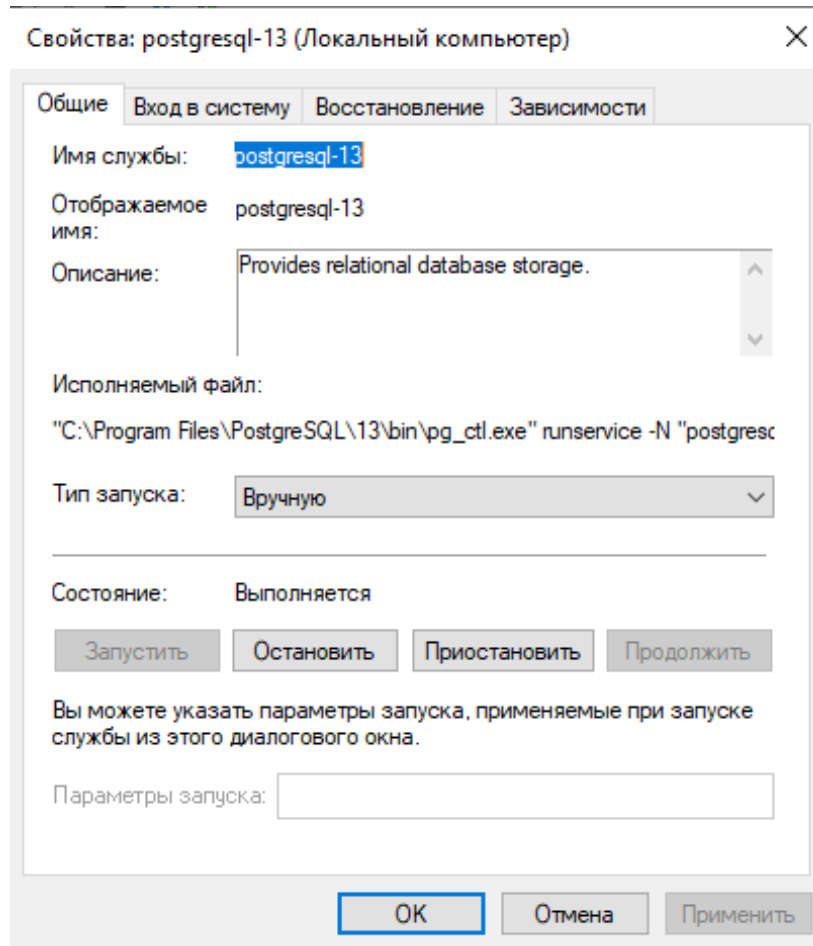 Свойства: postgresql-13 (Локальный компьютер)
Общие Вход в систему Восстановление Зависимости
Имя службы: postgresql-13
Отображаемое имя: postgresql-13
Описание: Provides relational database storage.
Исполняемый файл:
"C:\Program Files\PostgreSQL\13\bin\pg_ctl.exe" runservice -N "postgresc
Тип запуска: Вручную
Состояние: Выполняется
Запустить Остановить Приостановить Продолжить
Вы можете указать параметры запуска, применяемые при запуске
службы из этого диалогового окна.
Параметры запуска:
OK Отмена Применить